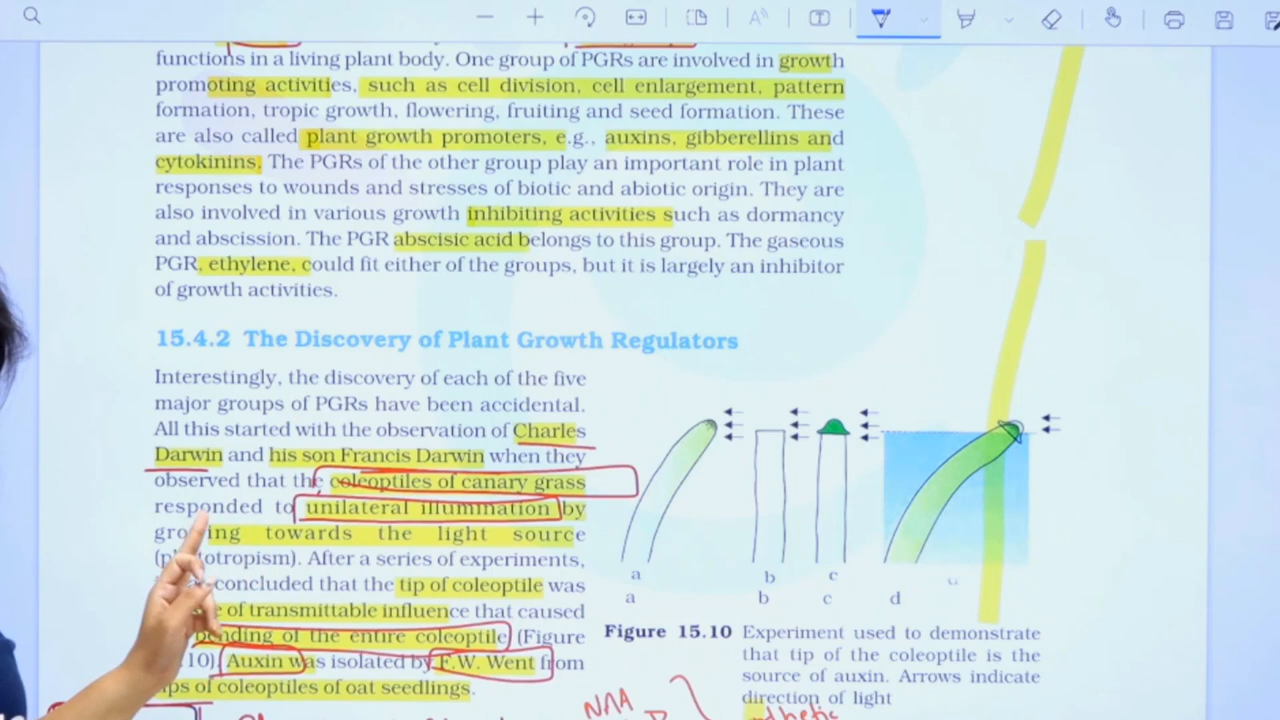 functions in a living plant body. One group of PGRs are involved in growth
promoting activities, such as cell division, cell enlargement, pattern
formation, tropic growth, flowering, fruiting and seed formation. These
are also called plant growth promoters, e.g., auxins, gibberellins and
cytokinins. The PGRs of the other group play an important role in plant
responses to wounds and stresses of biotic and abiotic origin. They are
also involved in various growth inhibiting activities such as dormancy
and abscission. The PGR abscisic acid belongs to this group. The gaseous
PGR, ethylene, could fit either of the groups, but it is largely an inhibitor
of growth activities.
15.4.2 The Discovery of Plant Growth Regulators
Interestingly, the discovery of each of the five
major groups of PGRs have been accidental.
All this started with the observation of Charles
Darwin and his son Francis Darwin when they
observed that the coleoptiles of canary grass
responded to unilateral illumination by
growing towards the light source
(phototropism). After a series of experiments,
concluded that the tip of coleoptile was
of transmittable influence that caused
bending of the entire coleoptile (Figure
.10). Auxin was isolated by F.W. Went from
tips of coleoptiles of oat seedlings.
a b c
a b c d
Figure 15.10 Experiment used to demonstrate
that tip of the coleoptile is the
source of auxin. Arrows indicate
direction of light
NAA